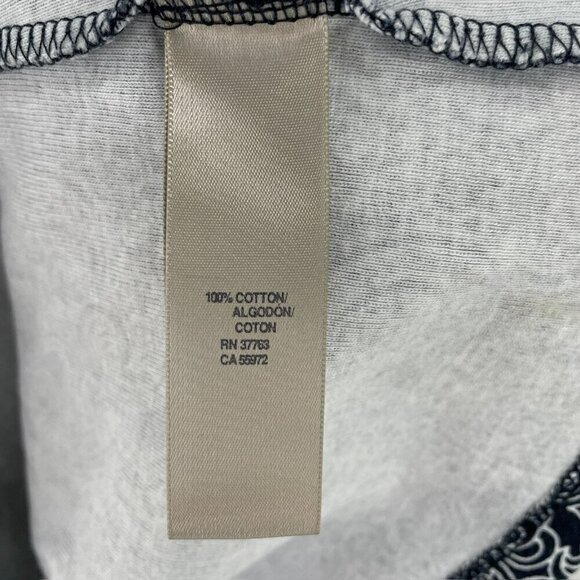 100% COTTON/
ALGODON/
COTON
RN 37763
CA 55972